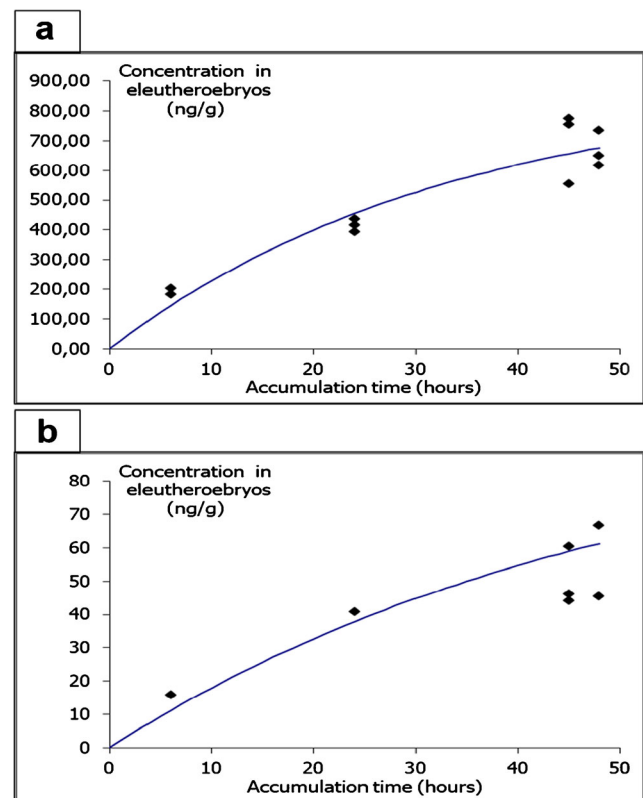 a
Concentration in
eleutheroebryos
(ng/g)
900,00
800,00
700,00
600,00
500,00
400,00
300,00
200,00
100,00
0,00
0 10 20 30 40 50
Accumulation time (hours)
b
Concentration in
eleutheroebryos
(ng/g)
80
70
60
50
40
30
20
10
0
0 10 20 30 40 50
Accumulation time (hours)